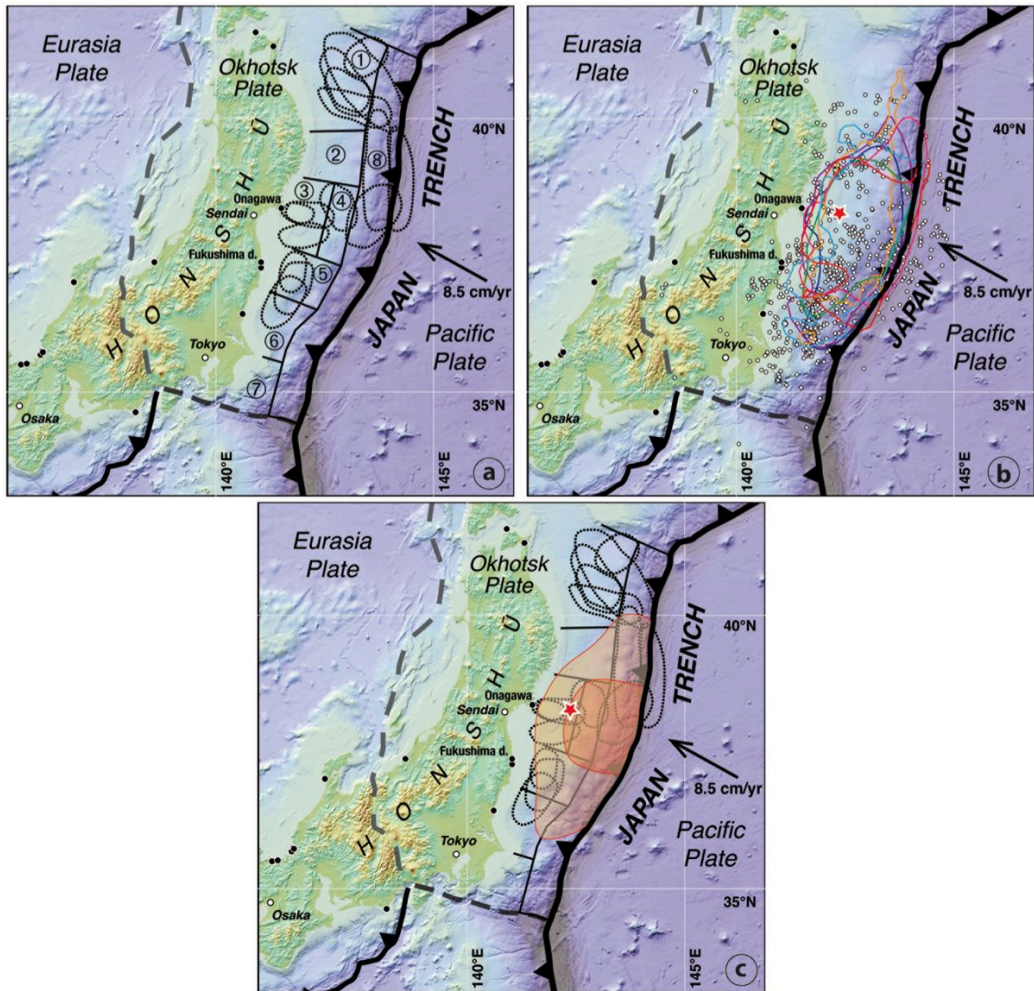 Eurasia
Plate
Okhotsk
Plate
①
②
③
④
⑤
⑥
⑦
⑧
40°N
TRENCH
Onagawa
Sendai
Fukushima d.
H O N S H Ū
8.5 cm/yr
JAPAN
Pacific
Plate
Tokyo
35°N
Osaka
140°E
145°E
a
Eurasia
Plate
Okhotsk
Plate
40°N
TRENCH
Onagawa
Sendai
Fukushima d.
H O N S H Ū
8.5 cm/yr
JAPAN
Pacific
Plate
Tokyo
35°N
Osaka
140°E
145°E
b
Eurasia
Plate
Okhotsk
Plate
40°N
TRENCH
Onagawa
Sendai
Fukushima d.
H O N S H Ū
8.5 cm/yr
JAPAN
Pacific
Plate
Tokyo
35°N
Osaka
140°E
145°E
c